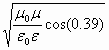 √(μ₀μ / ε₀ε cos(0.39))